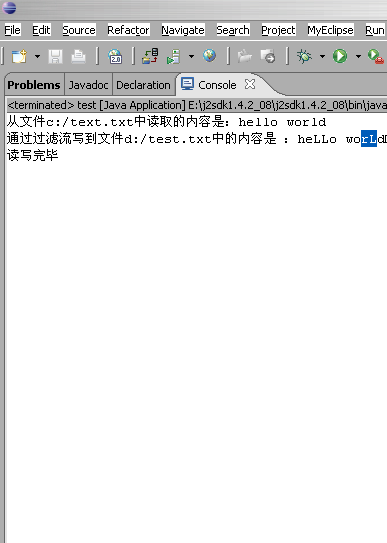 File Edit Source Refactor Navigate Search Project MyEclipse Run
2.0
Problems Javadoc Declaration Console
<terminated> test [Java Application] E:\j2sdk1.4.2_08\j2sdk1.4.2_08\bin\java
从文件c:/text.txt中读取的内容是：hello world
通过过滤流写到文件d:/test.txt中的内容是 ：heLLo worLd
读写完毕